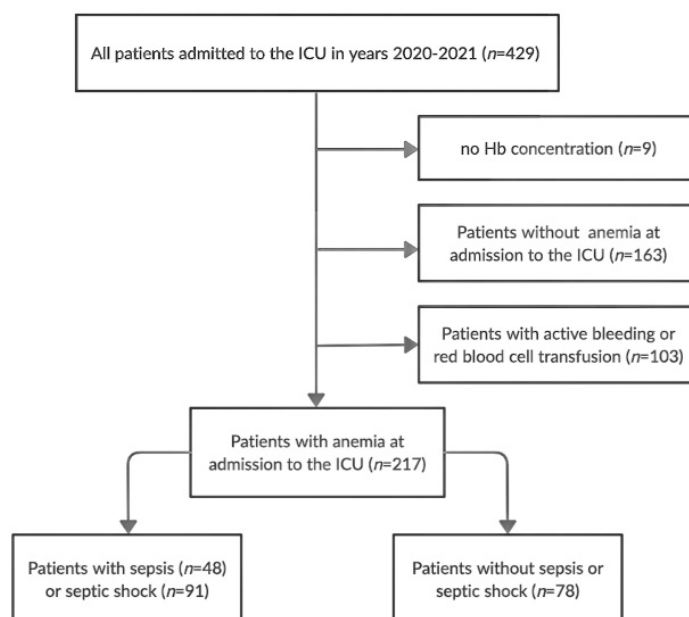 All patients admitted to the ICU in years 2020-2021 (n=429)
no Hb concentration (n=9)
Patients without anemia at
admission to the ICU (n=163)
Patients with active bleeding or
red blood cell transfusion (n=103)
Patients with anemia at
admission to the ICU (n=217)
Patients with sepsis (n=48)
or septic shock (n=91)
Patients without sepsis or
septic shock (n=78)